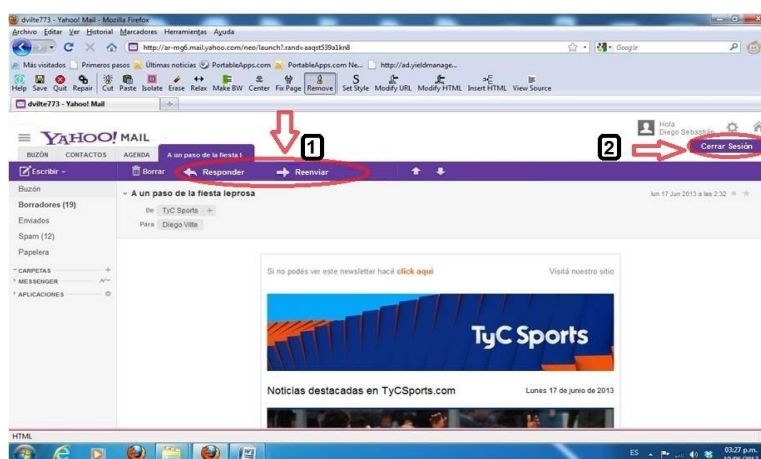 dvilte773 - Yahoo! Mail - Mozilla Firefox
Archivo Editar Ver Historial Marcadores Herramientas Ayuda
http://ar-mg6.mail.yahoo.com/neo/launch?.rand=aaqst539a1kn8
Google
Más visitados Primeros pasos Últimas noticias PortableApps.com PortableApps.com Ne... http://ad.yieldmanage...
Help Save Quit Repair Cut Paste Isolate Erase Relax Make BW Center Fix Page Remove Set Style Modify URL Modify HTML Insert HTML View Source
dvilte773 - Yahoo! Mail
YAHOO! MAIL
Hola
Diego Sebastián
BUZÓN CONTACTOS AGENDA A un paso de la fiesta l
1
2
Cerrar Sesión
Escribir
Borrar Responder Reenviar
Buzón
Borradores (19)
Enviados
Spam (12)
Papelera
CARPETAS
MESSENGER
APLICACIONES
A un paso de la fiesta leprosa
lun 17 Jun 2013 a las 2:32
De TyC Sports +
Para Diego Vilte
Si no podés ver este newsletter hacé click aquí
Visitá nuestro sitio
TyC Sports
Noticias destacadas en TyCSports.com
Lunes 17 de junio de 2013
HTML
ES
03:27 p.m.